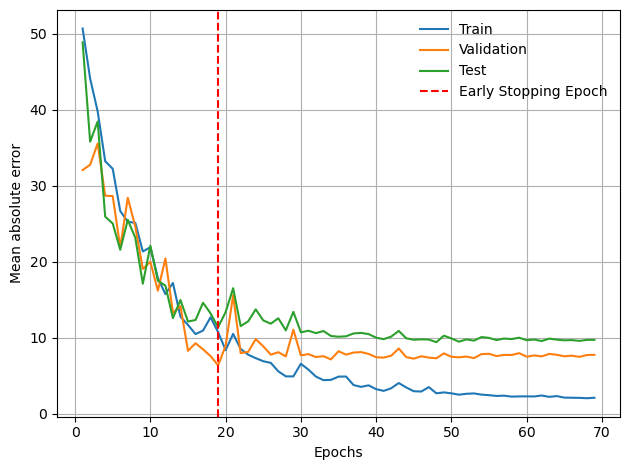 Train
Validation
Test
Early Stopping Epoch
Mean absolute error
50
40
30
20
10
0
0 10 20 30 40 50 60 70
Epochs